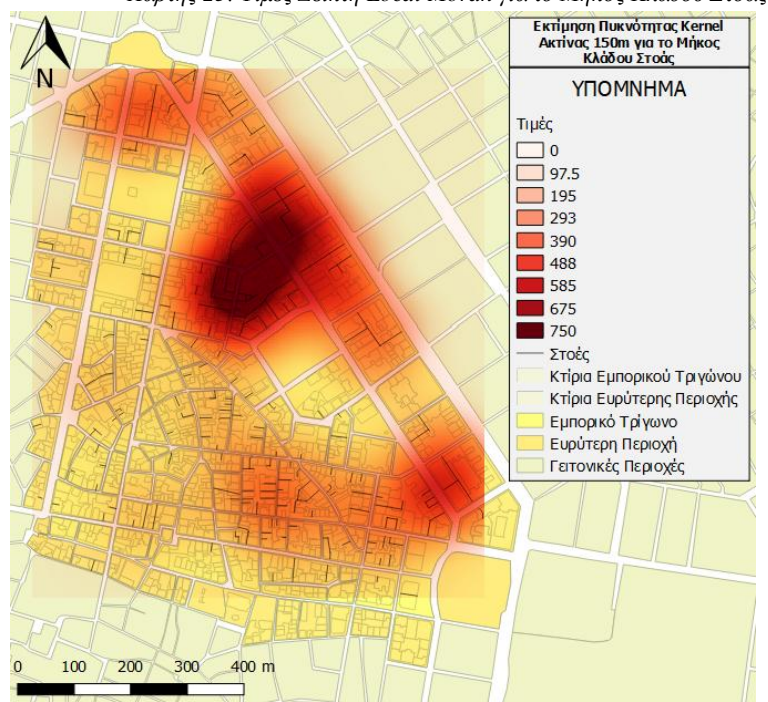 Εκτίμηση Πυκνότητας Kernel
Ακτίνας 150m για το Μήκος
Κλάδου Στοάς
N
ΥΠΟΜΝΗΜΑ
Τιμές
0
97.5
195
293
390
488
585
675
750
Στοές
Κτίρια Εμπορικού Τριγώνου
Κτίρια Ευρύτερης Περιοχής
Εμπορικό Τρίγωνο
Ευρύτερη Περιοχή
Γειτονικές Περιοχές
0 100 200 300 400 m